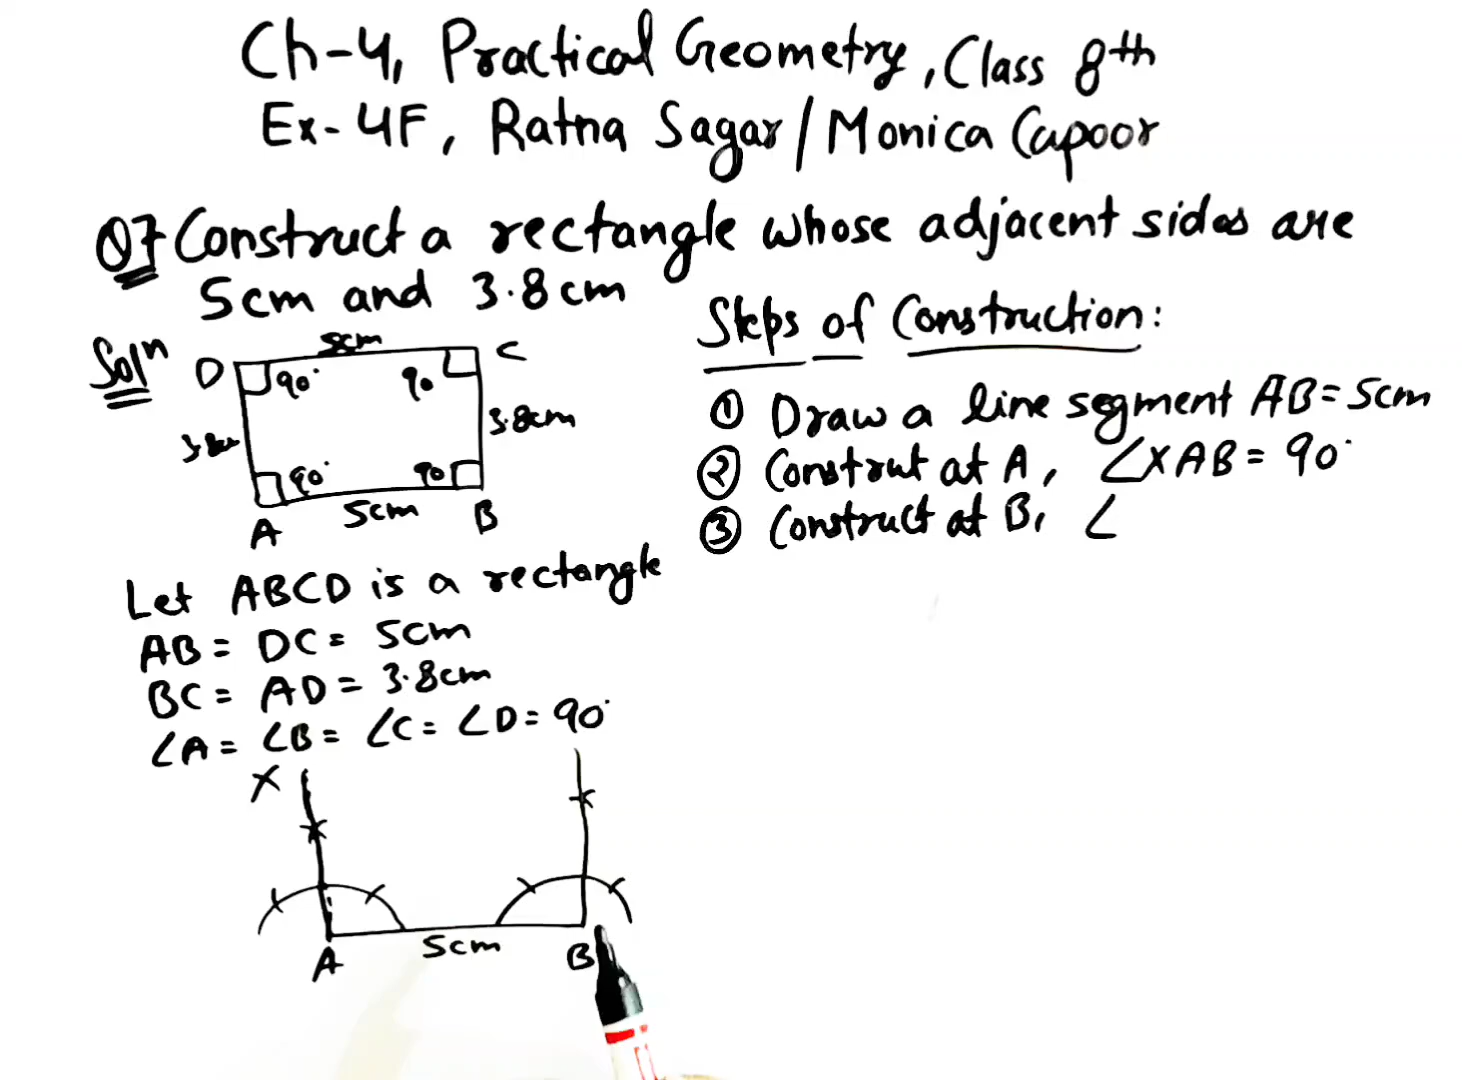 Ch-4, Practical Geometry, Class 8th
Ex-4F, Ratna Sagar/Monica Capoor
Q7 Construct a rectangle whose adjacent sides are
5cm and 3.8cm
Soln
D 5cm C
90° 90
3.8cm 3.8cm
90° 90
A 5cm B
Let ABCD is a rectangle
AB = DC = 5cm
BC = AD = 3.8cm
∠A = ∠B = ∠C = ∠D = 90°
X
A 5cm B
Steps of Construction:
① Draw a line segment AB = 5cm
② Construt at A, ∠XAB = 90°
③ Construct at B, ∠